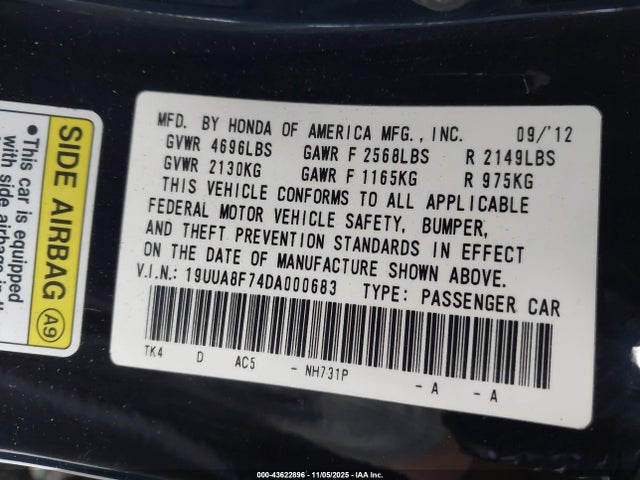 MFD. BY HONDA OF AMERICA MFG., INC. 09/'12
GVWR 4696LBS GAWR F 2568LBS R 2149LBS
GVWR 2130KG GAWR F 1165KG R 975KG
THIS VEHICLE CONFORMS TO ALL APPLICABLE
FEDERAL MOTOR VEHICLE SAFETY, BUMPER,
AND THEFT PREVENTION STANDARDS IN EFFECT
ON THE DATE OF MANUFACTURE SHOWN ABOVE.
V.I.N.: 19UUA8F74DA000683 TYPE: PASSENGER CAR
TK4 D AC5 - NH731P - A - A
SIDE AIRBAG A9
•This car is equipped
with side airbags in the
000-43622896 - 11/05/2025 - IAA Inc.